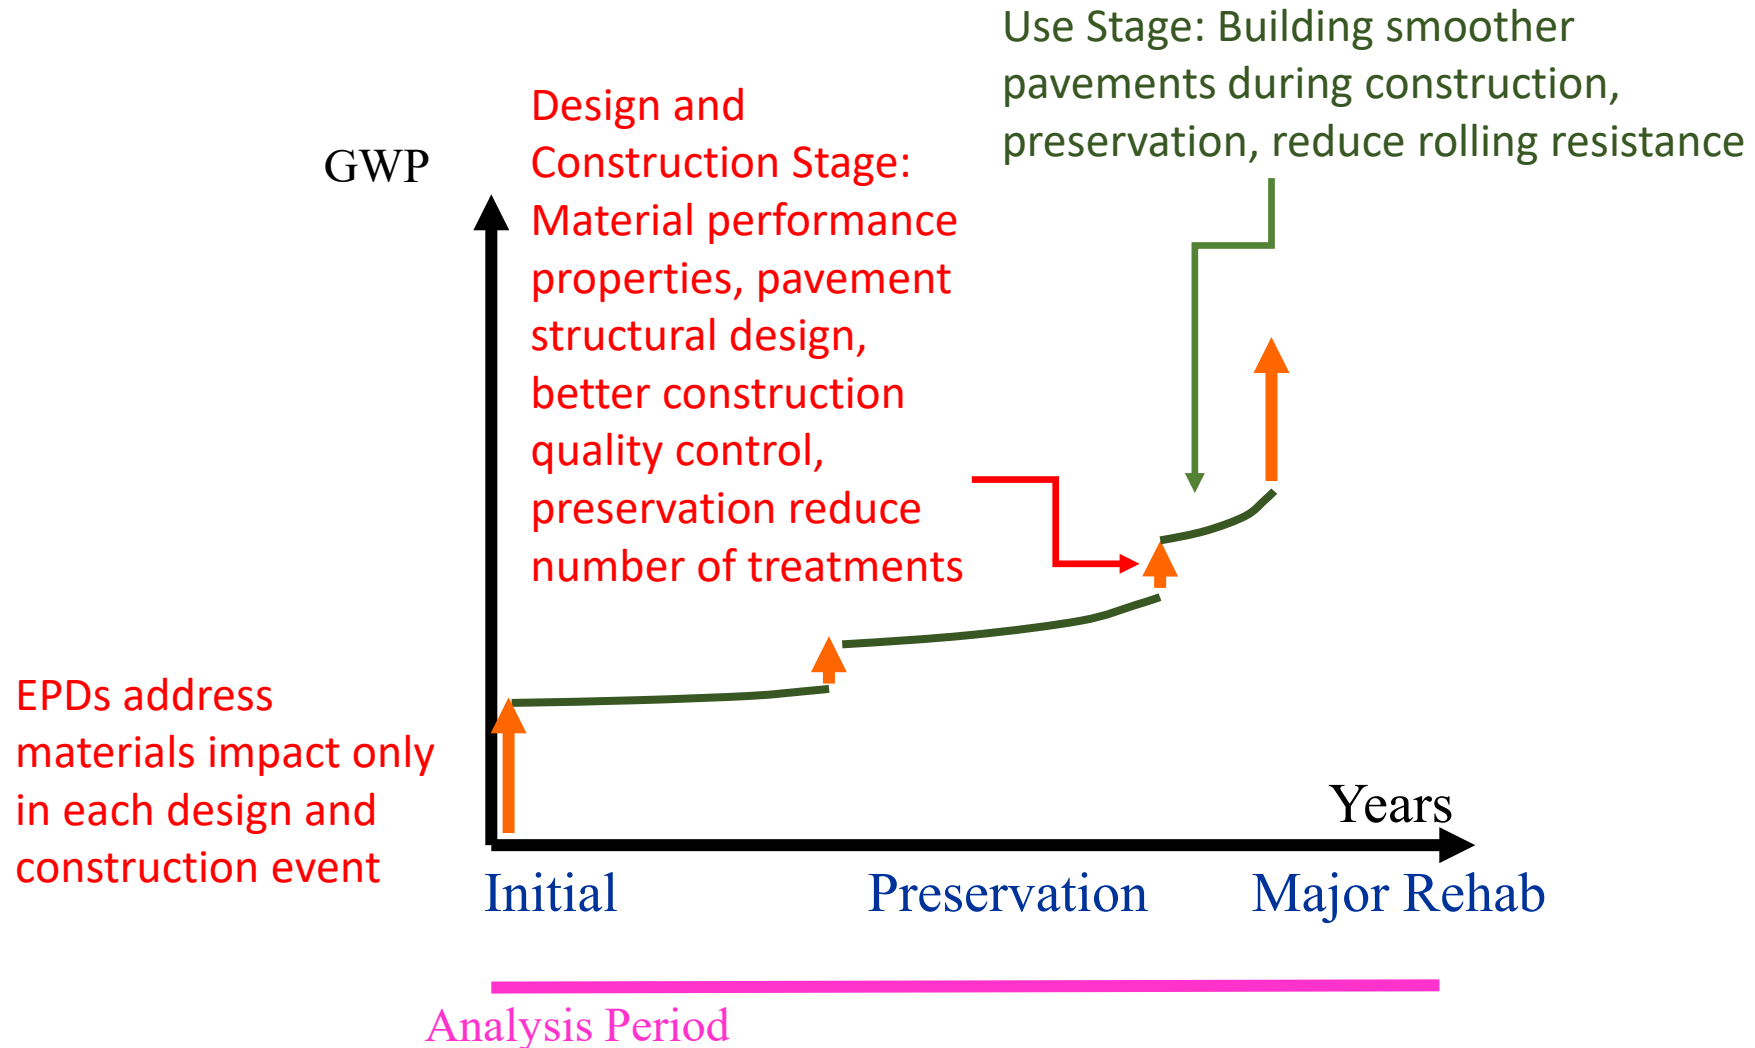 Use Stage: Building smoother
pavements during construction,
preservation, reduce rolling resistance
Design and
Construction Stage:
Material performance
properties, pavement
structural design,
better construction
quality control,
preservation reduce
number of treatments
GWP
EPDs address
materials impact only
in each design and
construction event
Years
Initial
Preservation
Major Rehab
Analysis Period